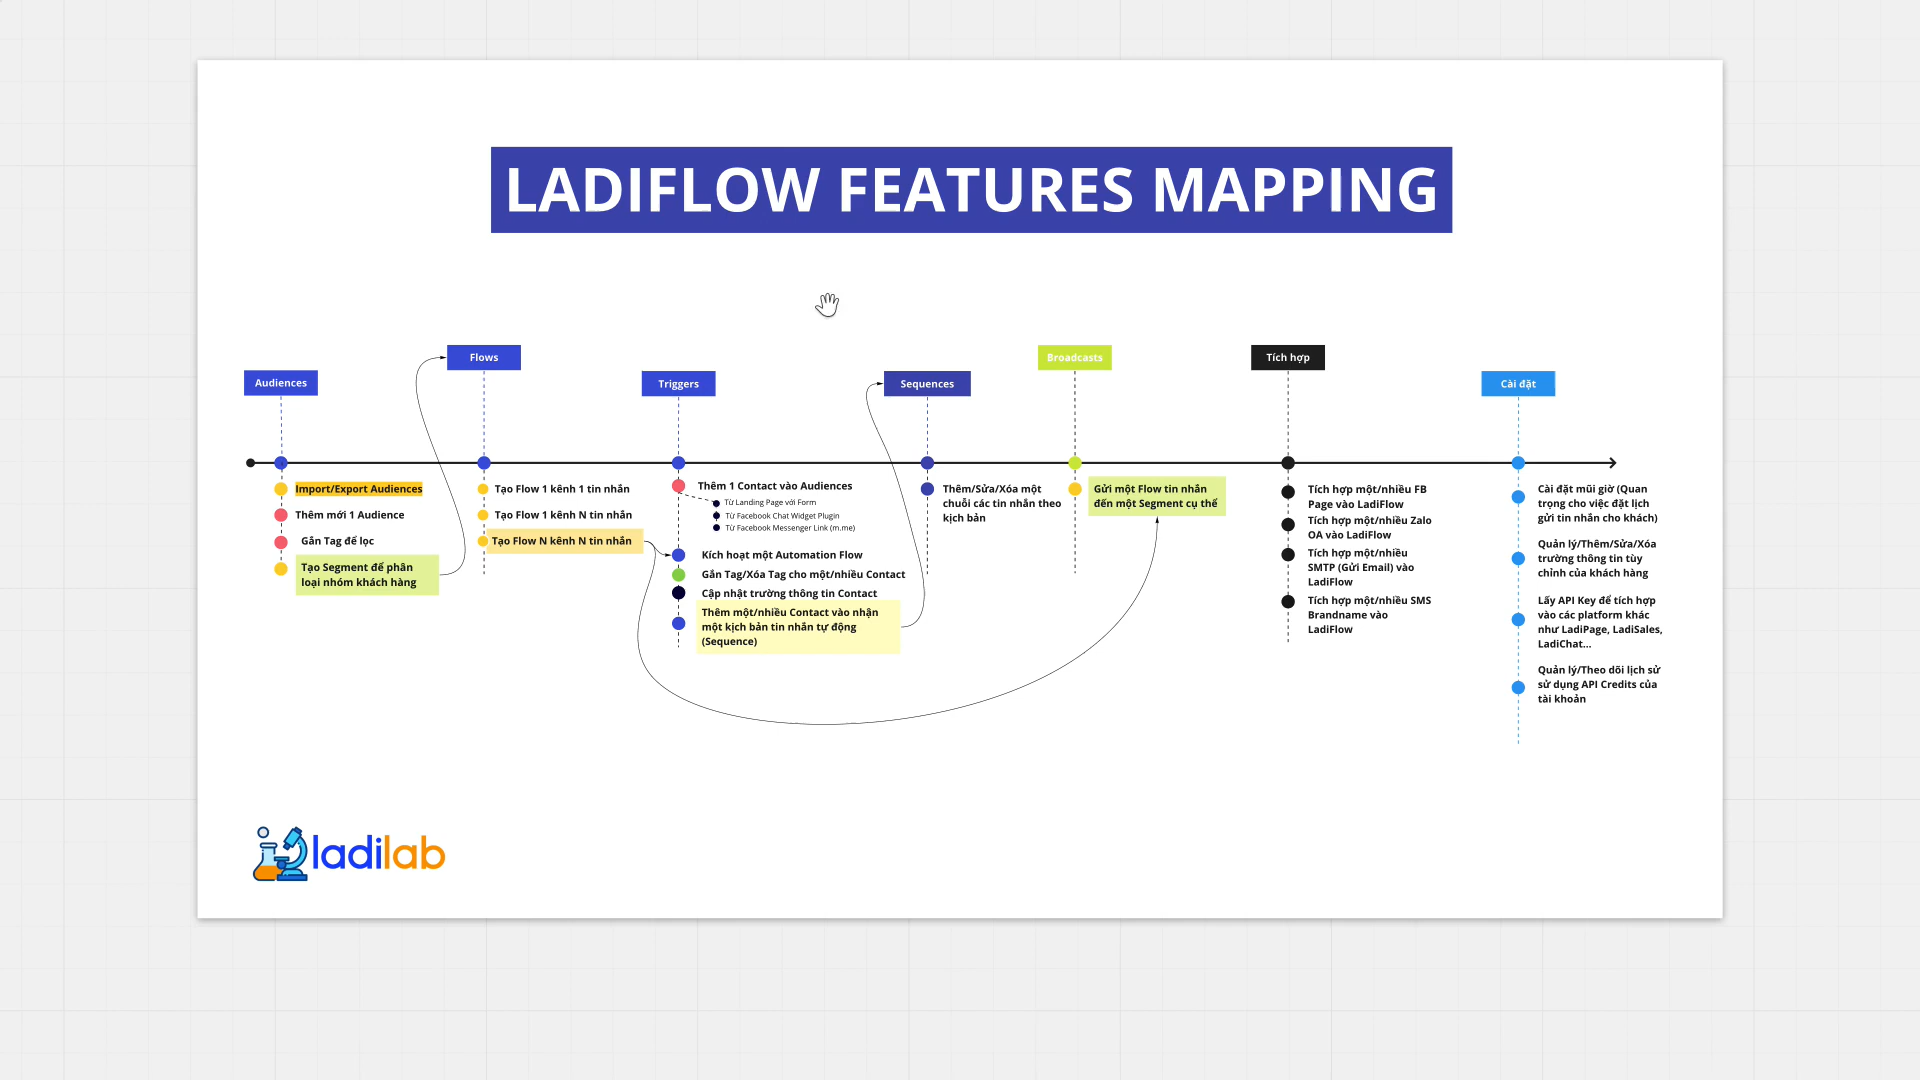 LADIFLOW FEATURES MAPPING
Audiences
Import/Export Audiences
Thêm mới 1 Audience
Gắn Tag để lọc
Tạo Segment để phân
loại nhóm khách hàng
Flows
Tạo Flow 1 kênh 1 tin nhắn
Tạo Flow 1 kênh N tin nhắn
Tạo Flow N kênh N tin nhắn
Triggers
Thêm 1 Contact vào Audiences
Từ Landing Page với Form
Từ Facebook Chat Widget Plugin
Từ Facebook Messenger Link (m.me)
Kích hoạt một Automation Flow
Gắn Tag/Xóa Tag cho một/nhiều Contact
Cập nhật trường thông tin Contact
Thêm một/nhiều Contact vào nhận
một kịch bản tin nhắn tự động
(Sequence)
Sequences
Thêm/Sửa/Xóa một
chuỗi các tin nhắn theo
kịch bản
Broadcasts
Gửi một Flow tin nhắn
đến một Segment cụ thể
Tích hợp
Tích hợp một/nhiều FB
Page vào LadiFlow
Tích hợp một/nhiều Zalo
OA vào LadiFlow
Tích hợp một/nhiều
SMTP (Gửi Email) vào
LadiFlow
Tích hợp một/nhiều SMS
Brandname vào
LadiFlow
Cài đặt
Cài đặt múi giờ (Quan
trọng cho việc đặt lịch
gửi tin nhắn cho khách)
Quản lý/Thêm/Sửa/Xóa
trường thông tin tùy
chỉnh của khách hàng
Lấy API Key để tích hợp
vào các platform khác
như LadiPage, LadiSales,
LadiChat...
Quản lý/Theo dõi lịch sử
sử dụng API Credits của
tài khoản
ladilab